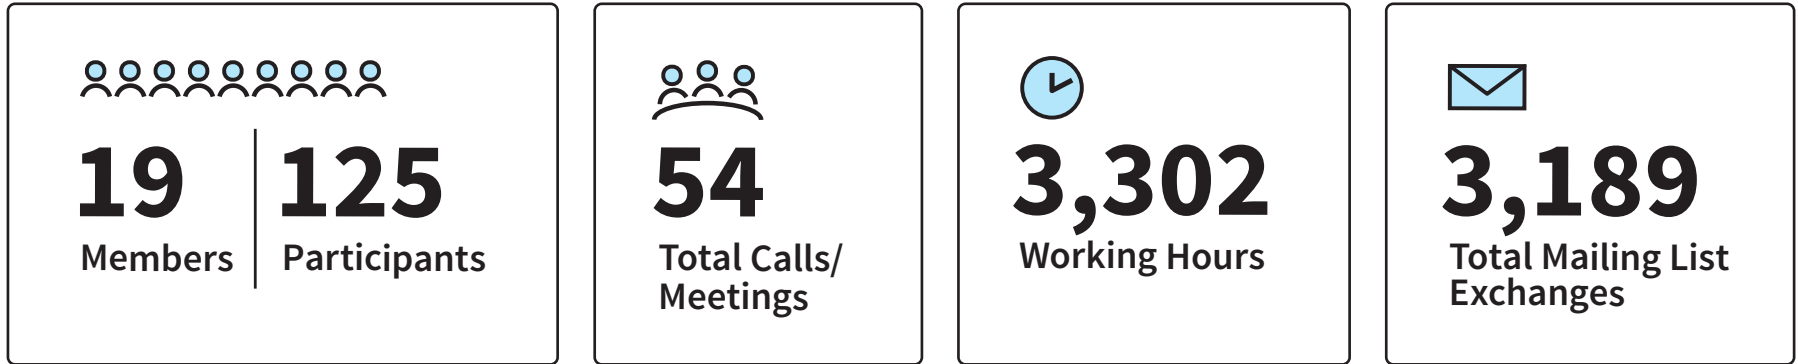 19
Members
125
Participants
54
Total Calls/
Meetings
3,302
Working Hours
3,189
Total Mailing List
Exchanges